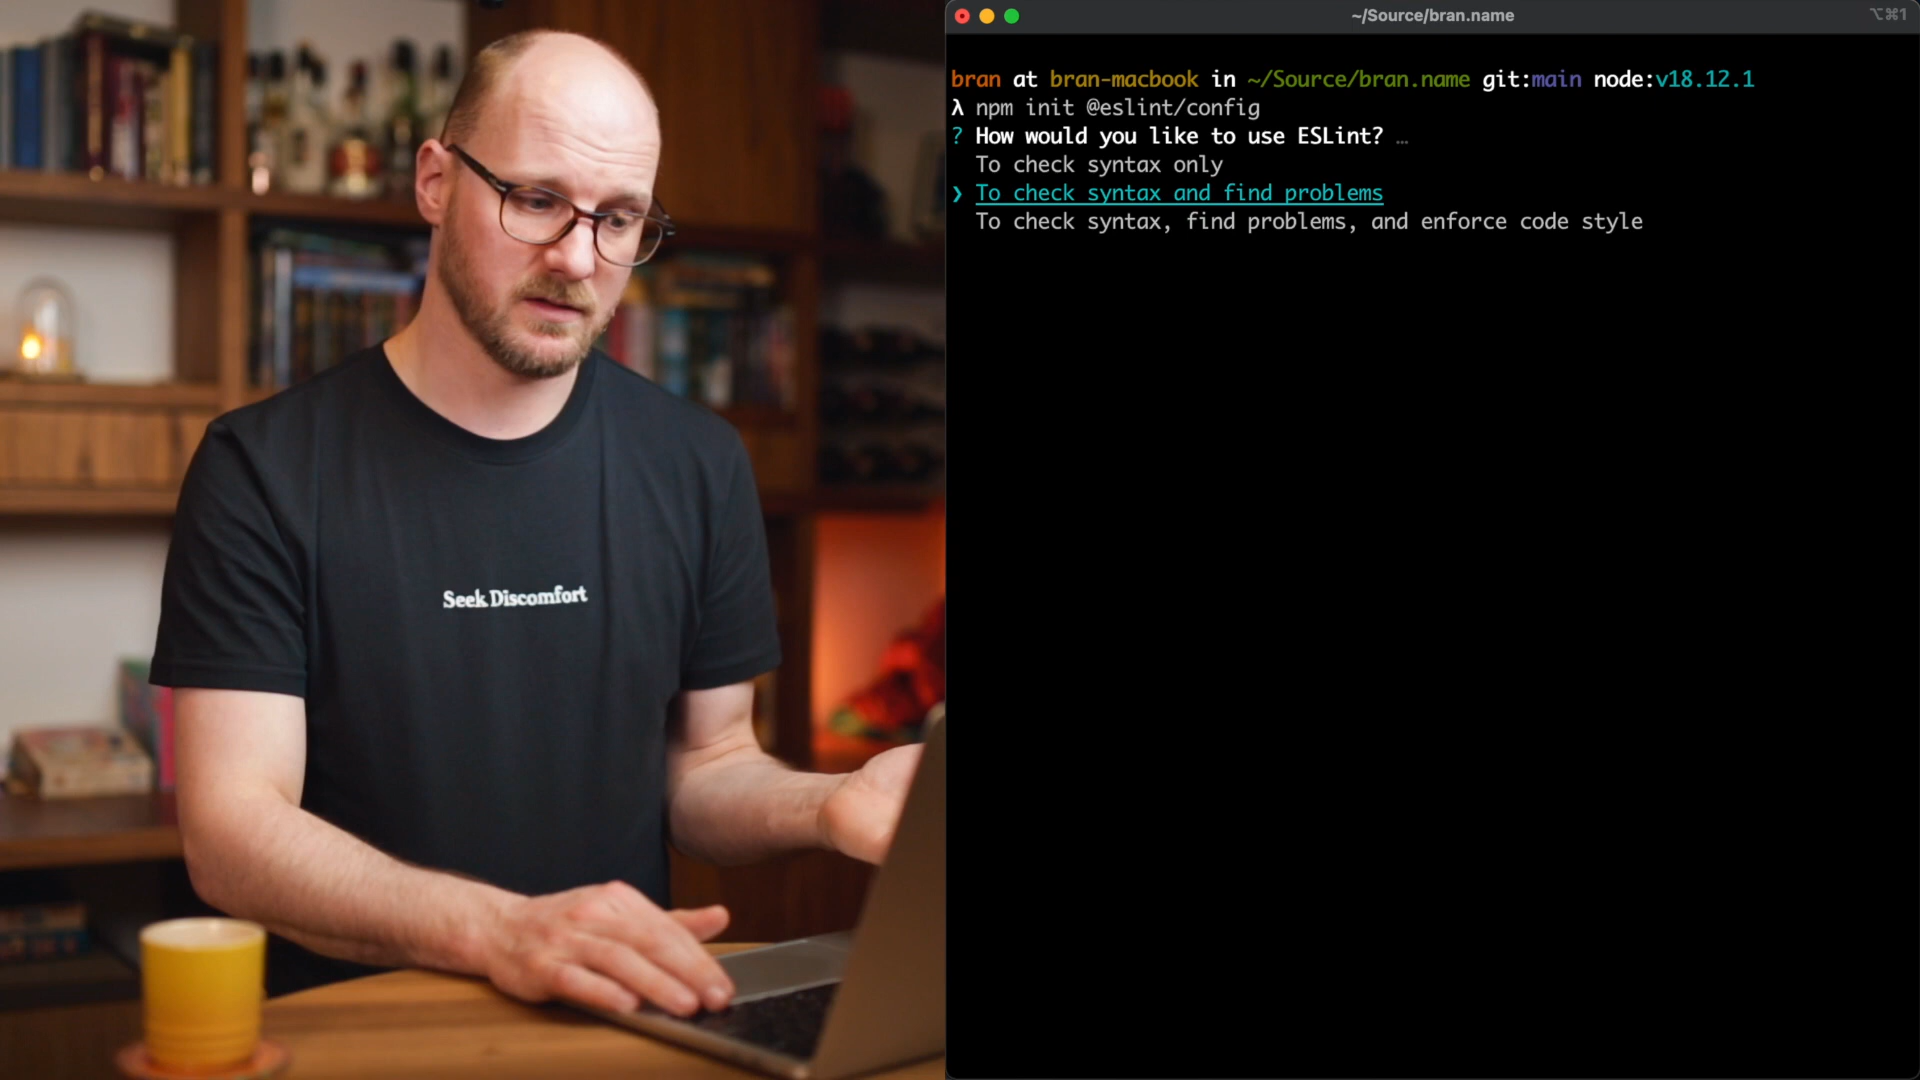 ~/Source/bran.name
⌥⌘1
bran at bran-macbook in ~/Source/bran.name git:main node:v18.12.1
λ npm init @eslint/config
? How would you like to use ESLint? …
To check syntax only
❯ To check syntax and find problems
To check syntax, find problems, and enforce code style
Seek Discomfort